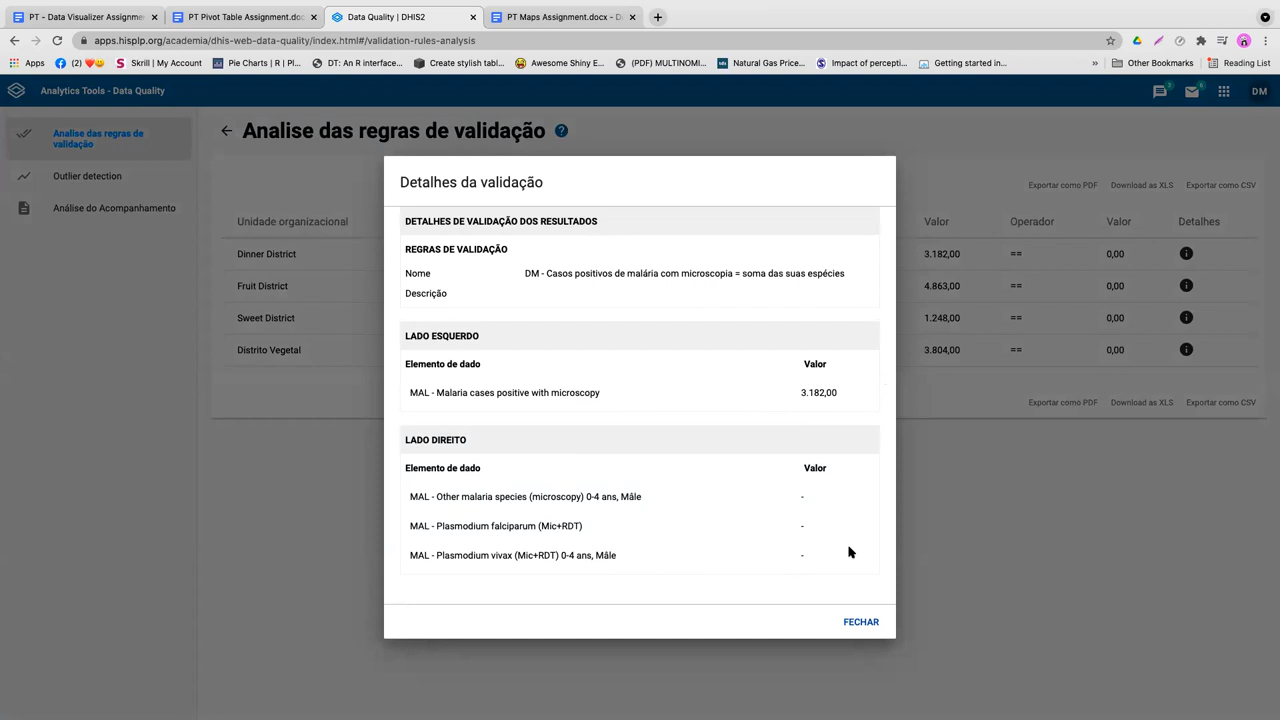 PT - Data Visualizer Assignme
PT Pivot Table Assignment.doc
Data Quality | DHIS2
PT Maps Assignment.docx - D
apps.hisplp.org/academia/dhis-web-data-quality/index.html#/validation-rules-analysis
Apps
(2)
Skrill | My Account
Pie Charts | R | Pl...
DT: An R interface...
Create stylish tabl...
Awesome Shiny E...
(PDF) MULTINOMI...
Natural Gas Price...
Impact of percepti...
Getting started in...
»
Other Bookmarks
Reading List
Analytics Tools - Data Quality
DM
Analise das regras de
validação
Outlier detection
Análise do Acompanhamento
Analise das regras de validação
Exportar como PDF
Download as XLS
Exportar como CSV
Unidade organizacional
Valor
Operador
Valor
Detalhes
Dinner District
3.182,00
==
0,00
Fruit District
4.863,00
==
0,00
Sweet District
1.248,00
==
0,00
Distrito Vegetal
3.804,00
==
0,00
Exportar como PDF
Download as XLS
Exportar como CSV
Detalhes da validação
DETALHES DE VALIDAÇÃO DOS RESULTADOS
REGRAS DE VALIDAÇÃO
Nome
DM - Casos positivos de malária com microscopia = soma das suas espécies
Descrição
LADO ESQUERDO
Elemento de dado
Valor
MAL - Malaria cases positive with microscopy
3.182,00
LADO DIREITO
Elemento de dado
Valor
MAL - Other malaria species (microscopy) 0-4 ans, Mâle
-
MAL - Plasmodium falciparum (Mic+RDT)
-
MAL - Plasmodium vivax (Mic+RDT) 0-4 ans, Mâle
-
FECHAR